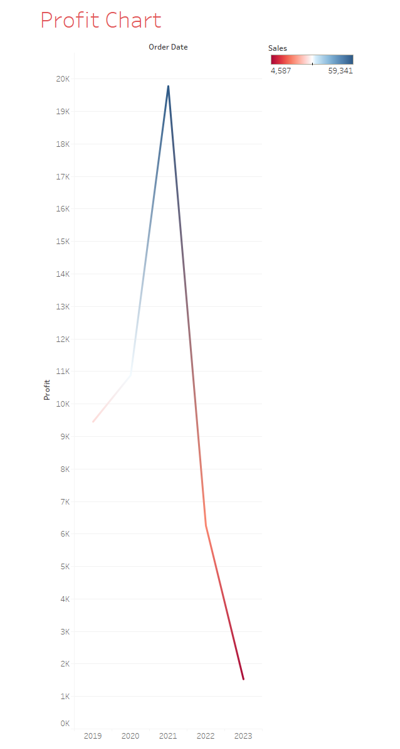 Profit Chart
Order Date
Sales
4,587 59,341
20K
19K
18K
17K
16K
15K
14K
13K
12K
11K
Profit
10K
9K
8K
7K
6K
5K
4K
3K
2K
1K
0K
2019 2020 2021 2022 2023